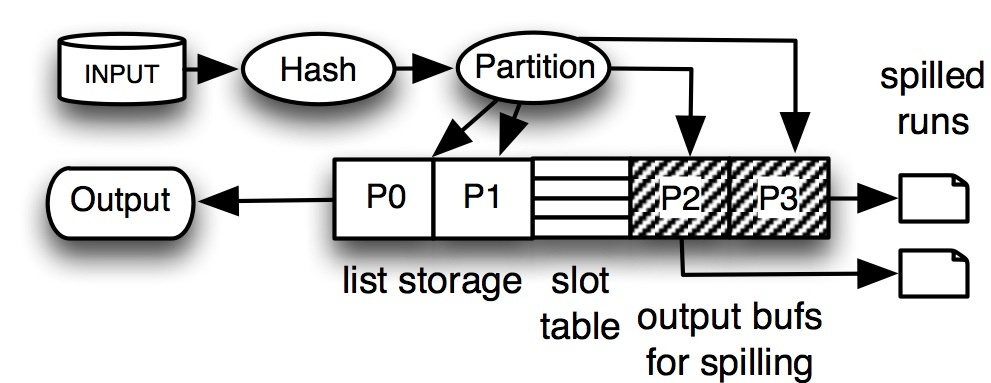 INPUT
Hash
Partition
spilled
runs
Output
P0
P1
P2
P3
list storage
slot
table
output bufs
for spilling